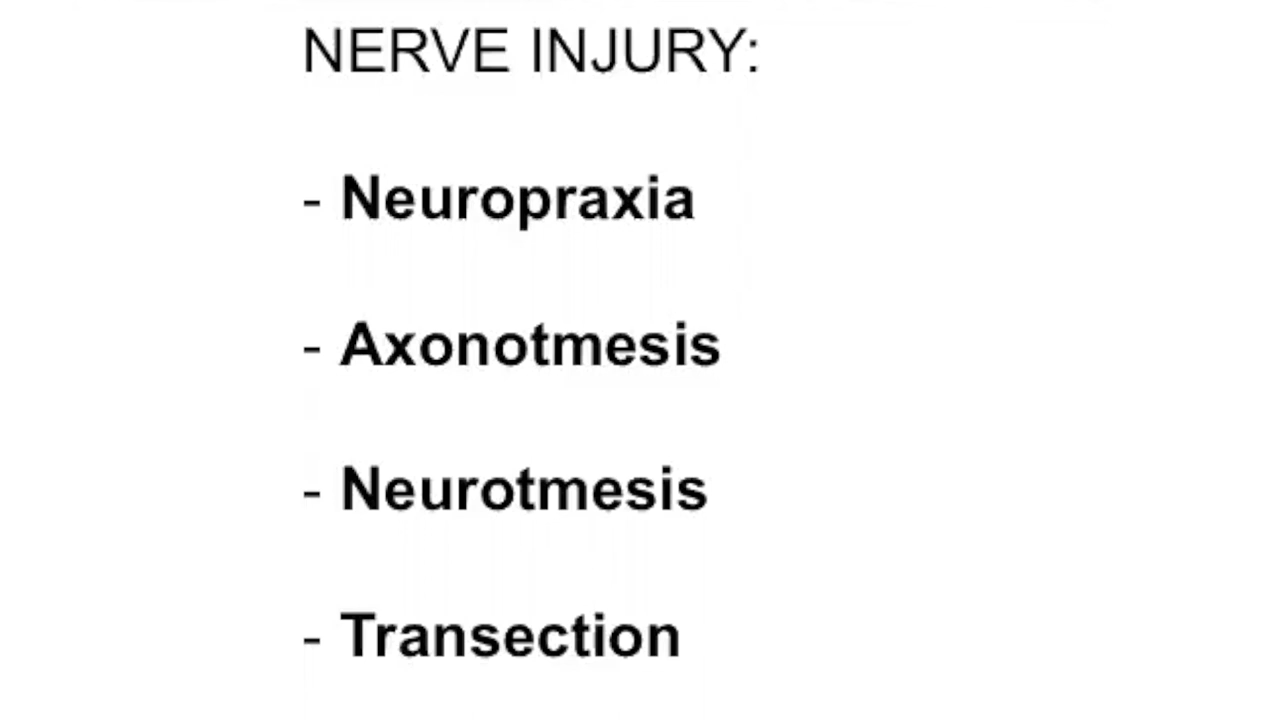 NERVE INJURY:
- Neuropraxia
- Axonotmesis
- Neurotmesis
- Transection